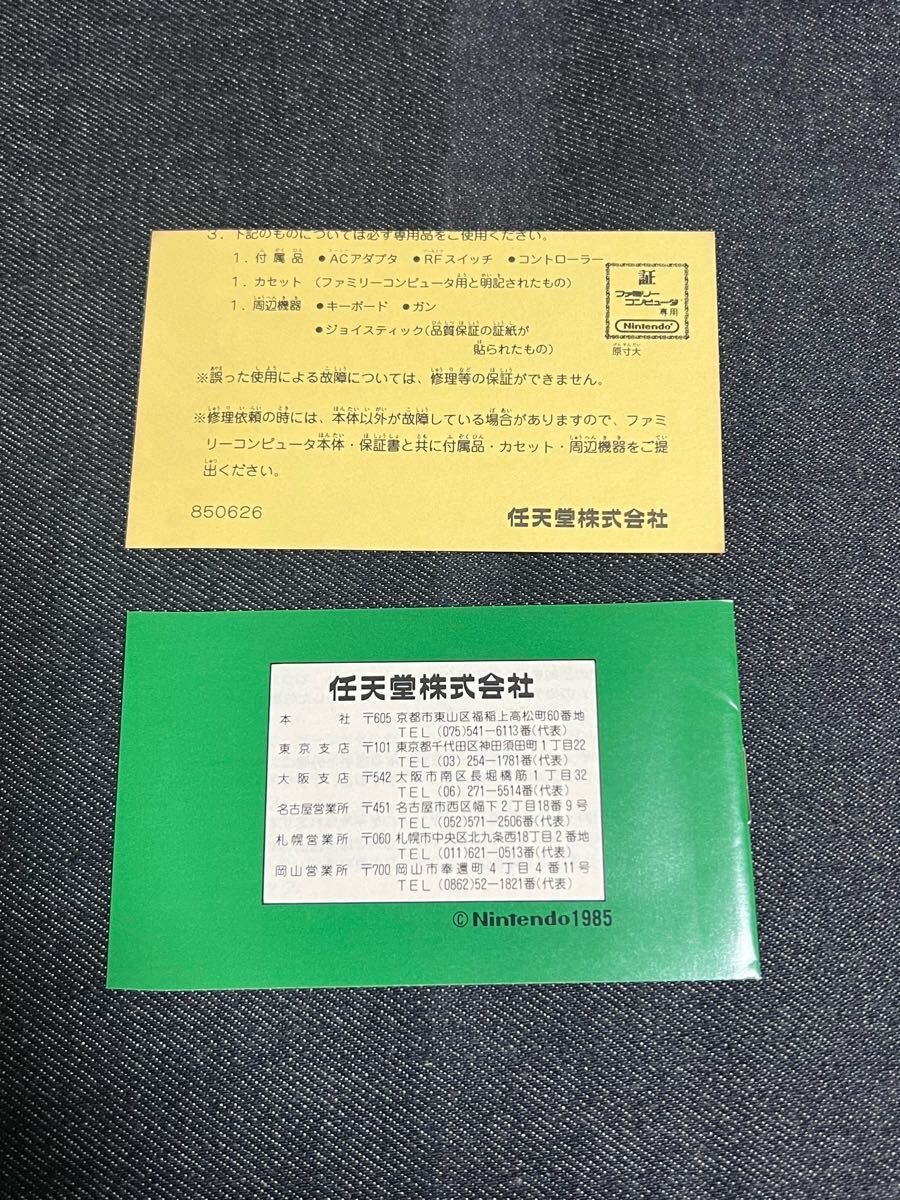 3．下記のものについては必ず専用品をご使用ください。
1．付属品 ●ACアダプタ ●RFスイッチ ●コントローラー
1．カセット（ファミリーコンピュータ用と明記されたもの）
1．周辺機器 ●キーボード ●ガン
●ジョイスティック（品質保証の証紙が
貼られたもの）
証
ファミリー
コンピュータ
専用
Nintendo
原寸大
※誤った使用による故障については、修理等の保証ができません。
※修理依頼の時には、本体以外が故障している場合がありますので、ファミ
リーコンピュータ本体・保証書と共に付属品・カセット・周辺機器をご提
出ください。
850626
任天堂株式会社
任天堂株式会社
本社 〒605 京都市東山区福稲上高松町60番地
TEL (075)541－6113番(代表)
東京支店 〒101 東京都千代田区神田須田町1丁目22
TEL (03) 254－1781番(代表)
大阪支店 〒542 大阪市南区長堀橋筋1丁目32
TEL (06) 271－5514番(代表)
名古屋営業所 〒451 名古屋市西区幅下2丁目18番9号
TEL (052)571－2506番(代表)
札幌営業所 〒060 札幌市中央区北九条西18丁目2番地
TEL (011)621－0513番(代表)
岡山営業所 〒700 岡山市奉還町4丁目4番11号
TEL (0862)52－1821番(代表)
©Nintendo1985